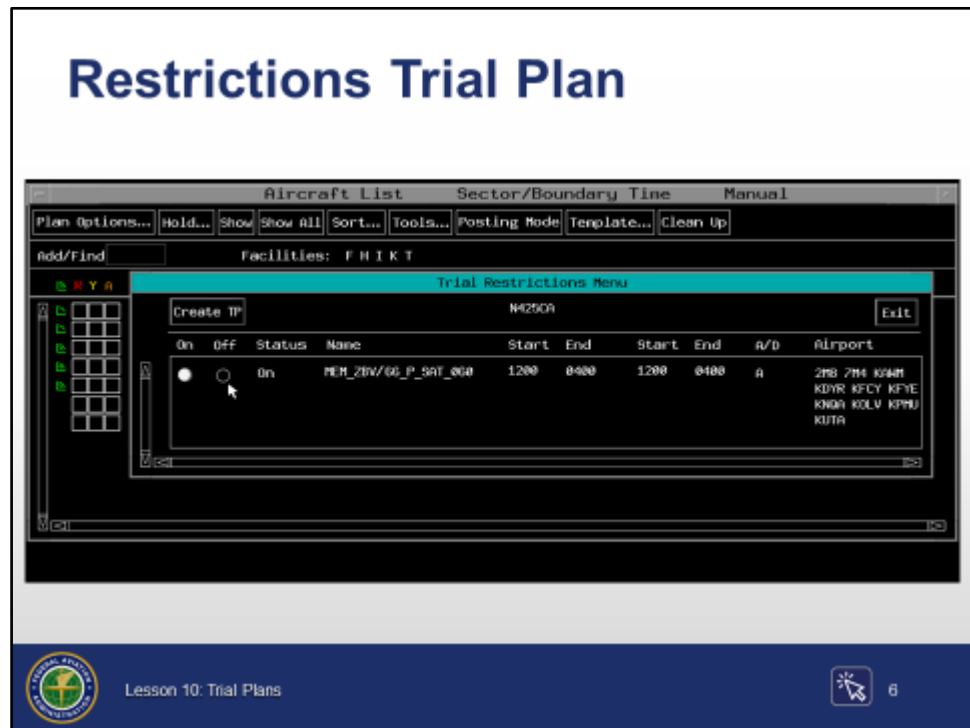 Restrictions Trial Plan
Aircraft List Sector/Boundary Time Manual
Plan Options... Hold... Show Show All Sort... Tools... Posting Mode Template... Clean Up
Add/Find Facilities: F H I K T
R Y A
Trial Restrictions Menu
Create TP N425CA Exit
On Off Status Name Start End Start End A/D Airport
On 1200 0400 1200 0400 A 2M8 7M4 KAWM
KDYR KFCY KFYE
KNQA KOLV KPMU
KUTA
FEDERAL AVIATION ADMINISTRATION
Lesson 10: Trial Plans
6